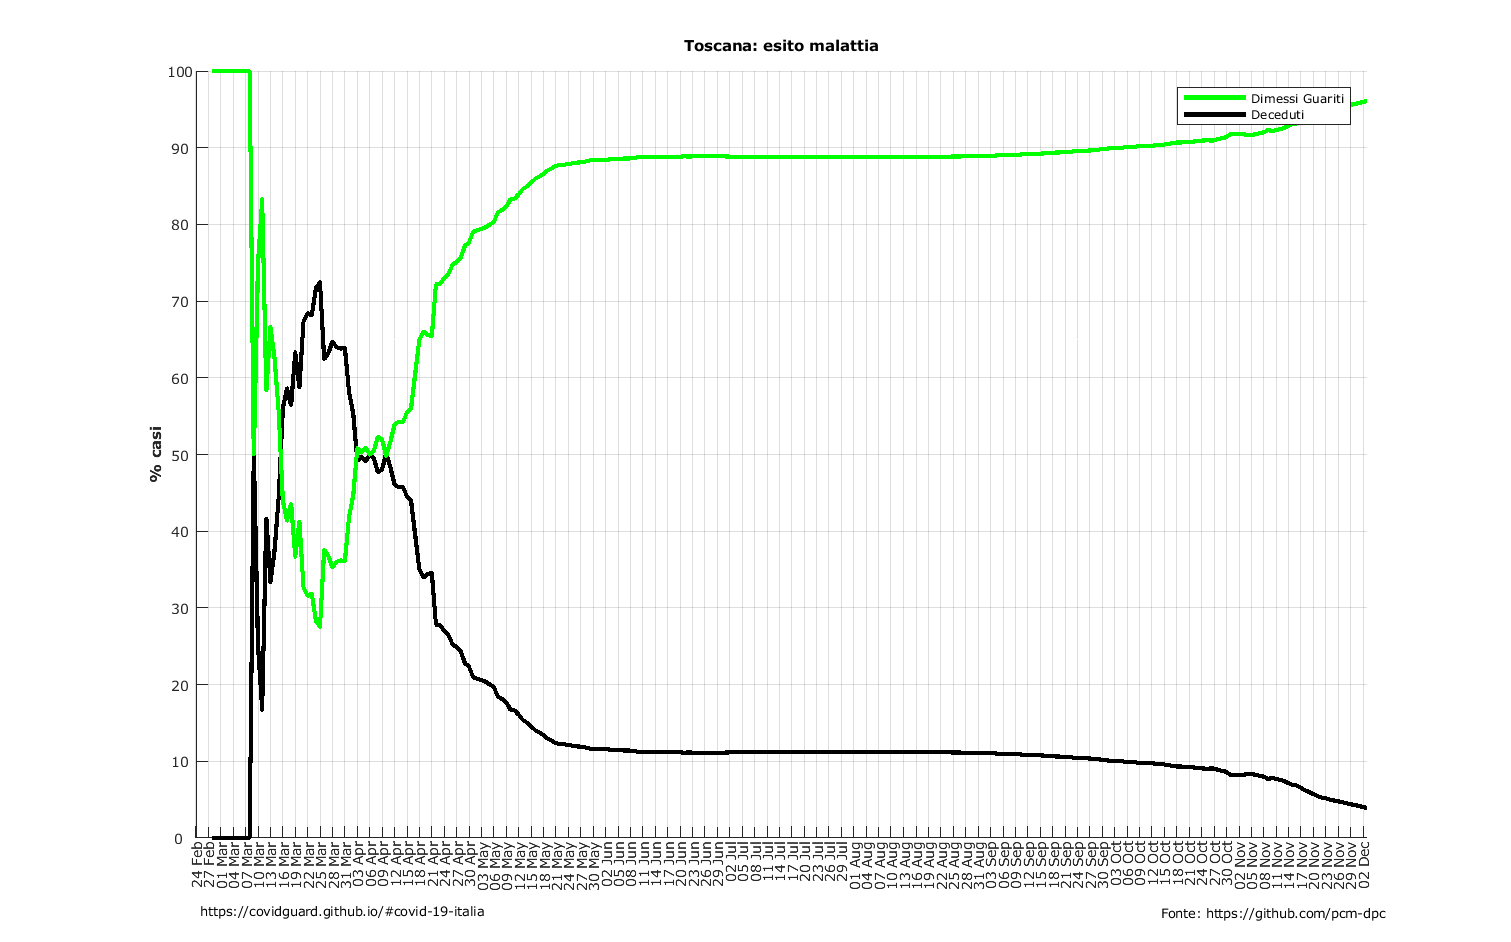 Toscana: esito malattia
% casi
100
90
80
70
60
50
40
30
20
10
0
Dimessi Guariti
Deceduti
24 Feb
27 Feb
01 Mar
04 Mar
07 Mar
10 Mar
13 Mar
16 Mar
19 Mar
22 Mar
25 Mar
28 Mar
31 Mar
03 Apr
06 Apr
09 Apr
12 Apr
15 Apr
18 Apr
21 Apr
24 Apr
27 Apr
30 Apr
03 May
06 May
09 May
12 May
15 May
18 May
21 May
24 May
27 May
30 May
02 Jun
05 Jun
08 Jun
11 Jun
14 Jun
17 Jun
20 Jun
23 Jun
26 Jun
29 Jun
02 Jul
05 Jul
08 Jul
11 Jul
14 Jul
17 Jul
20 Jul
23 Jul
26 Jul
29 Jul
01 Aug
04 Aug
07 Aug
10 Aug
13 Aug
16 Aug
19 Aug
22 Aug
25 Aug
28 Aug
31 Aug
03 Sep
06 Sep
09 Sep
12 Sep
15 Sep
18 Sep
21 Sep
24 Sep
27 Sep
30 Sep
03 Oct
06 Oct
09 Oct
12 Oct
15 Oct
18 Oct
21 Oct
24 Oct
27 Oct
30 Oct
02 Nov
05 Nov
08 Nov
11 Nov
14 Nov
17 Nov
20 Nov
23 Nov
26 Nov
29 Nov
02 Dec
https://covidguard.github.io/#covid-19-italia
Fonte: https://github.com/pcm-dpc